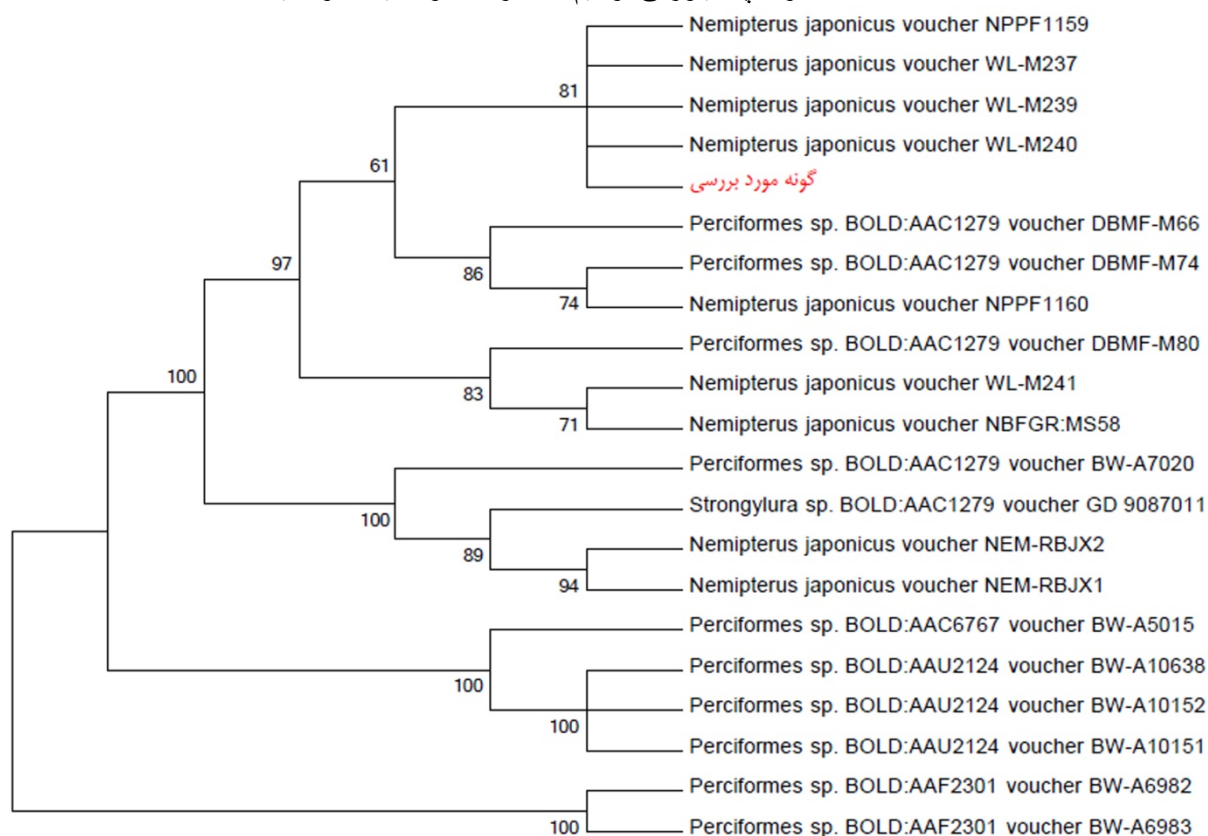 Nemipterus japonicus voucher NPPF1159
Nemipterus japonicus voucher WL-M237
81
Nemipterus japonicus voucher WL-M239
Nemipterus japonicus voucher WL-M240
61
گونه مورد بررسی
Perciformes sp. BOLD:AAC1279 voucher DBMF-M66
97
86
Perciformes sp. BOLD:AAC1279 voucher DBMF-M74
74
Nemipterus japonicus voucher NPPF1160
Perciformes sp. BOLD:AAC1279 voucher DBMF-M80
100
83
Nemipterus japonicus voucher WL-M241
71
Nemipterus japonicus voucher NBFGR:MS58
Perciformes sp. BOLD:AAC1279 voucher BW-A7020
100
Strongylura sp. BOLD:AAC1279 voucher GD 9087011
89
Nemipterus japonicus voucher NEM-RBJX2
94
Nemipterus japonicus voucher NEM-RBJX1
Perciformes sp. BOLD:AAC6767 voucher BW-A5015
100
Perciformes sp. BOLD:AAU2124 voucher BW-A10638
100
Perciformes sp. BOLD:AAU2124 voucher BW-A10152
Perciformes sp. BOLD:AAU2124 voucher BW-A10151
Perciformes sp. BOLD:AAF2301 voucher BW-A6982
100
Perciformes sp. BOLD:AAF2301 voucher BW-A6983